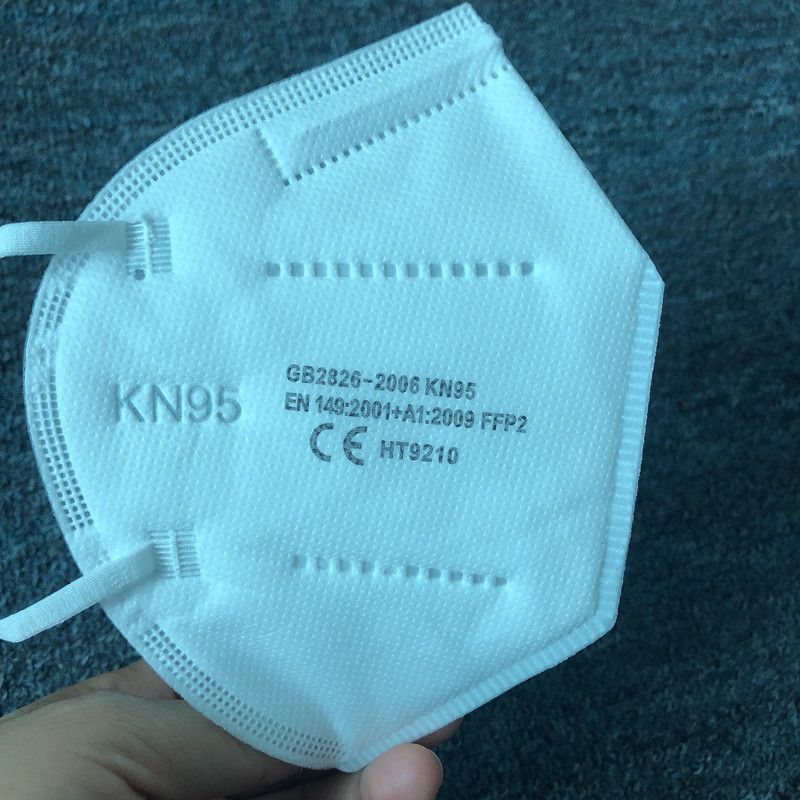 KN95
GB2826-2006 KN95
EN 149:2001+A1:2009 FFP2
CE HT9210